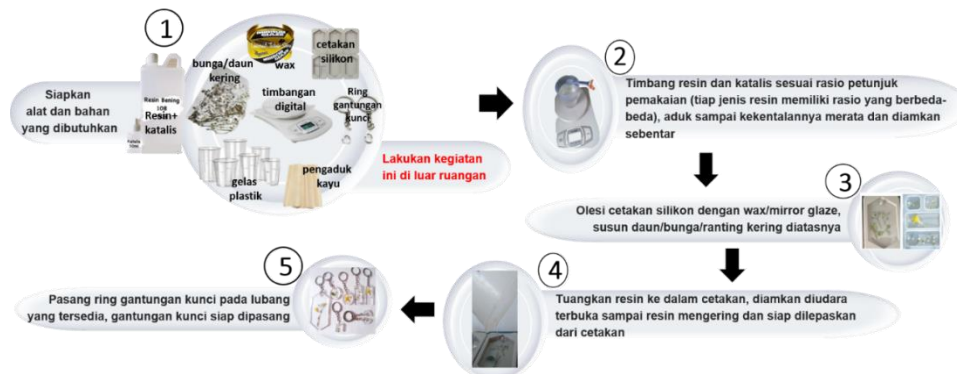 1
Siapkan
alat dan bahan
yang dibutuhkan
Resin Bening
108
Resin+
katalis
bunga/daun
kering
wax
cetakan
silikon
timbangan
digital
Ring
gantungan
kunci
gelas
plastik
pengaduk
kayu
Lakukan kegiatan
ini di luar ruangan
2
Timbang resin dan katalis sesuai rasio petunjuk
pemakaian (tiap jenis resin memiliki rasio yang berbeda-
beda), aduk sampai kekentalannya merata dan diamkan
sebentar
3
Olesi cetakan silikon dengan wax/mirror glaze,
susun daun/bunga/ranting kering diatasnya
4
Tuangkan resin ke dalam cetakan, diamkan diudara
terbuka sampai resin mengering dan siap dilepaskan
dari cetakan
5
Pasang ring gantungan kunci pada lubang
yang tersedia, gantungan kunci siap dipasang